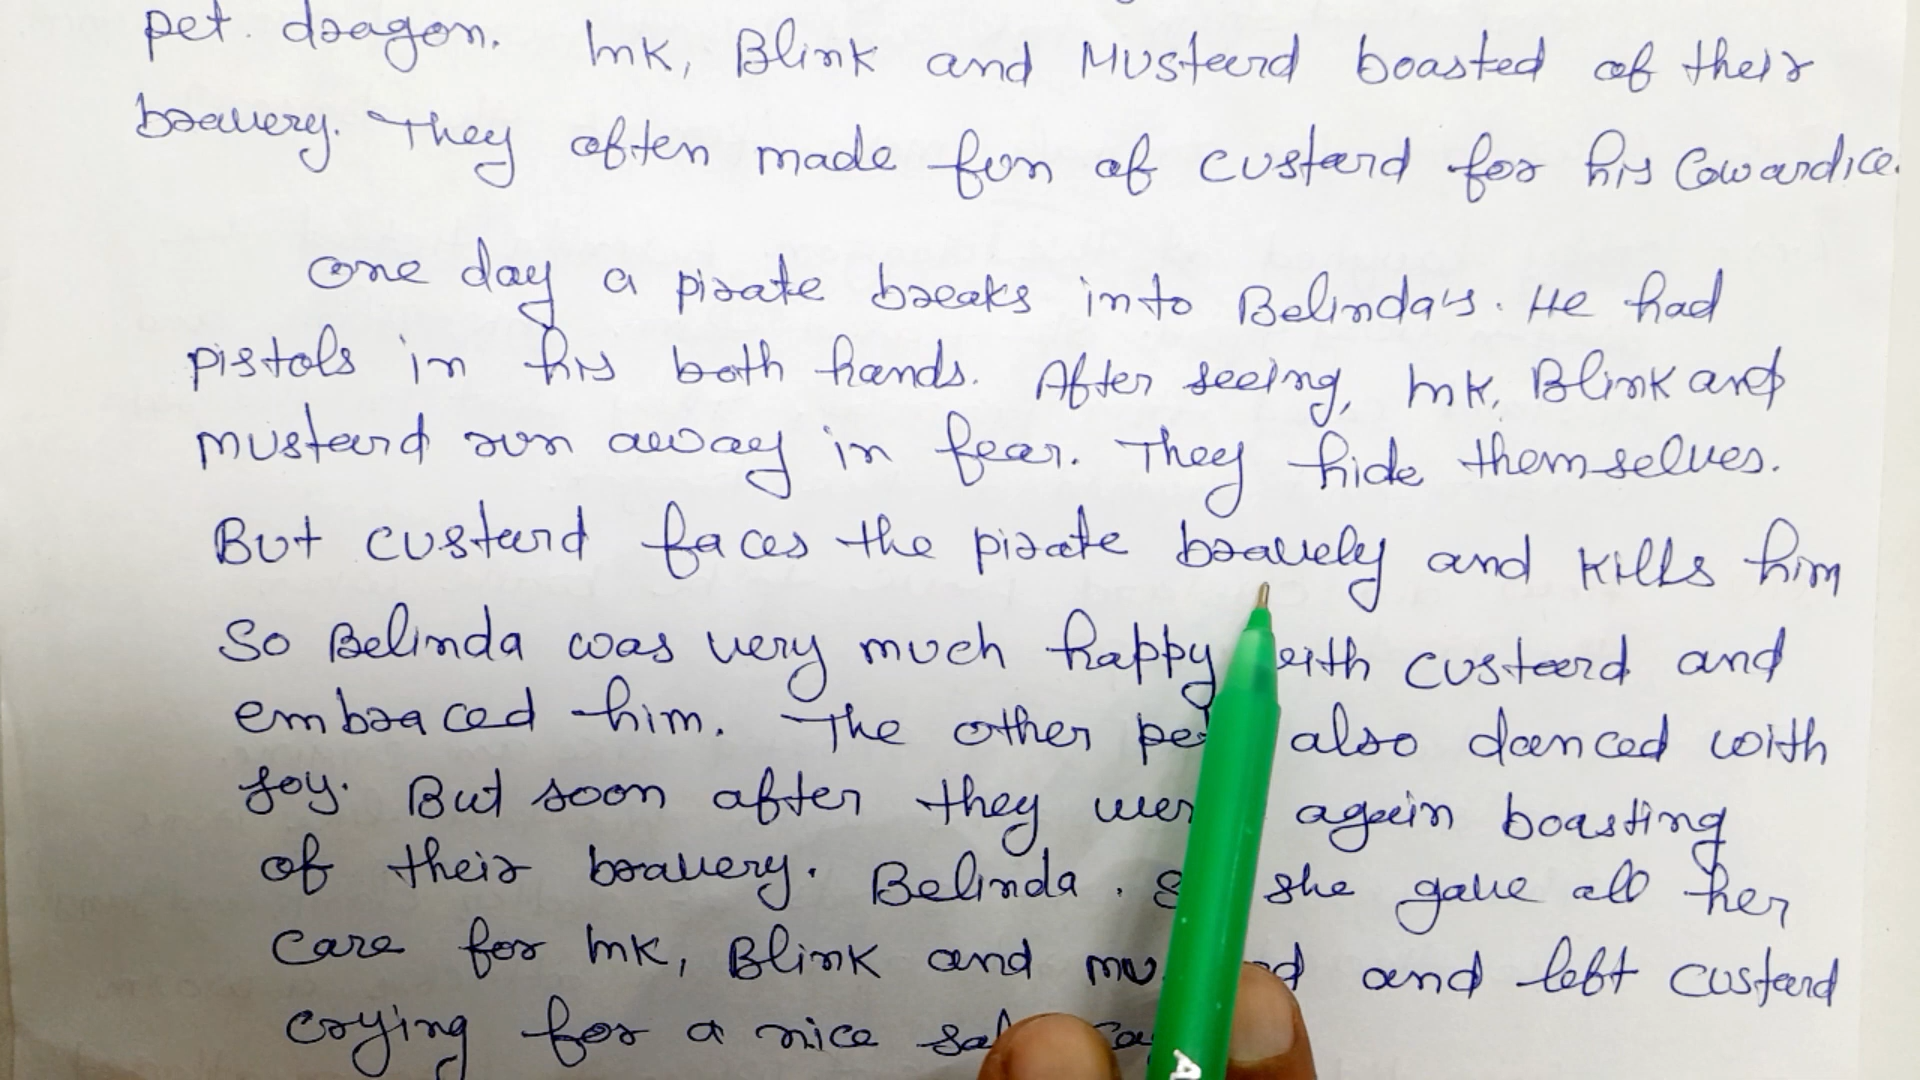 pet. dragon. Ink, Blink and Mustard boasted of their
bravery. They often made fun of custard for his Cowardice.
One day a pirate breaks into Belinda's. He had
pistols in his both hands. After seeing, Ink, Blink and
mustard run away in fear. They hide themselves.
But custard faces the pirate bravely and kills him
So Belinda was very much happy with custard and
embraced him. The other pe also danced with
joy. But soon after they wer again boasting
of their bravery. Belinda. she gave all her
care for Ink, Blink and and left custard
crying for a nice